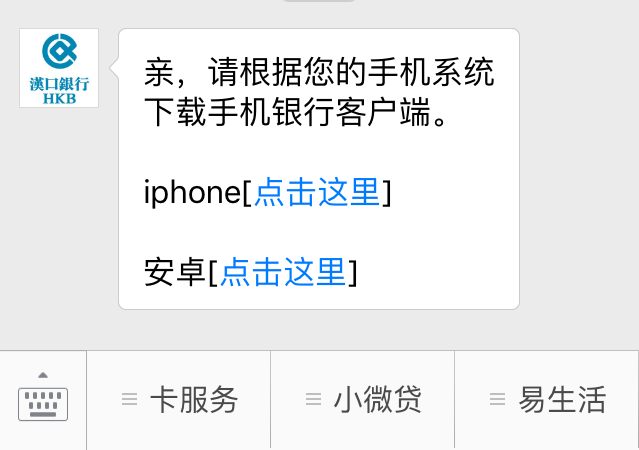 漢口銀行
HKB
亲，请根据您的手机系统
下载手机银行客户端。
iphone[点击这里]
安卓[点击这里]
卡服务
小微贷
易生活